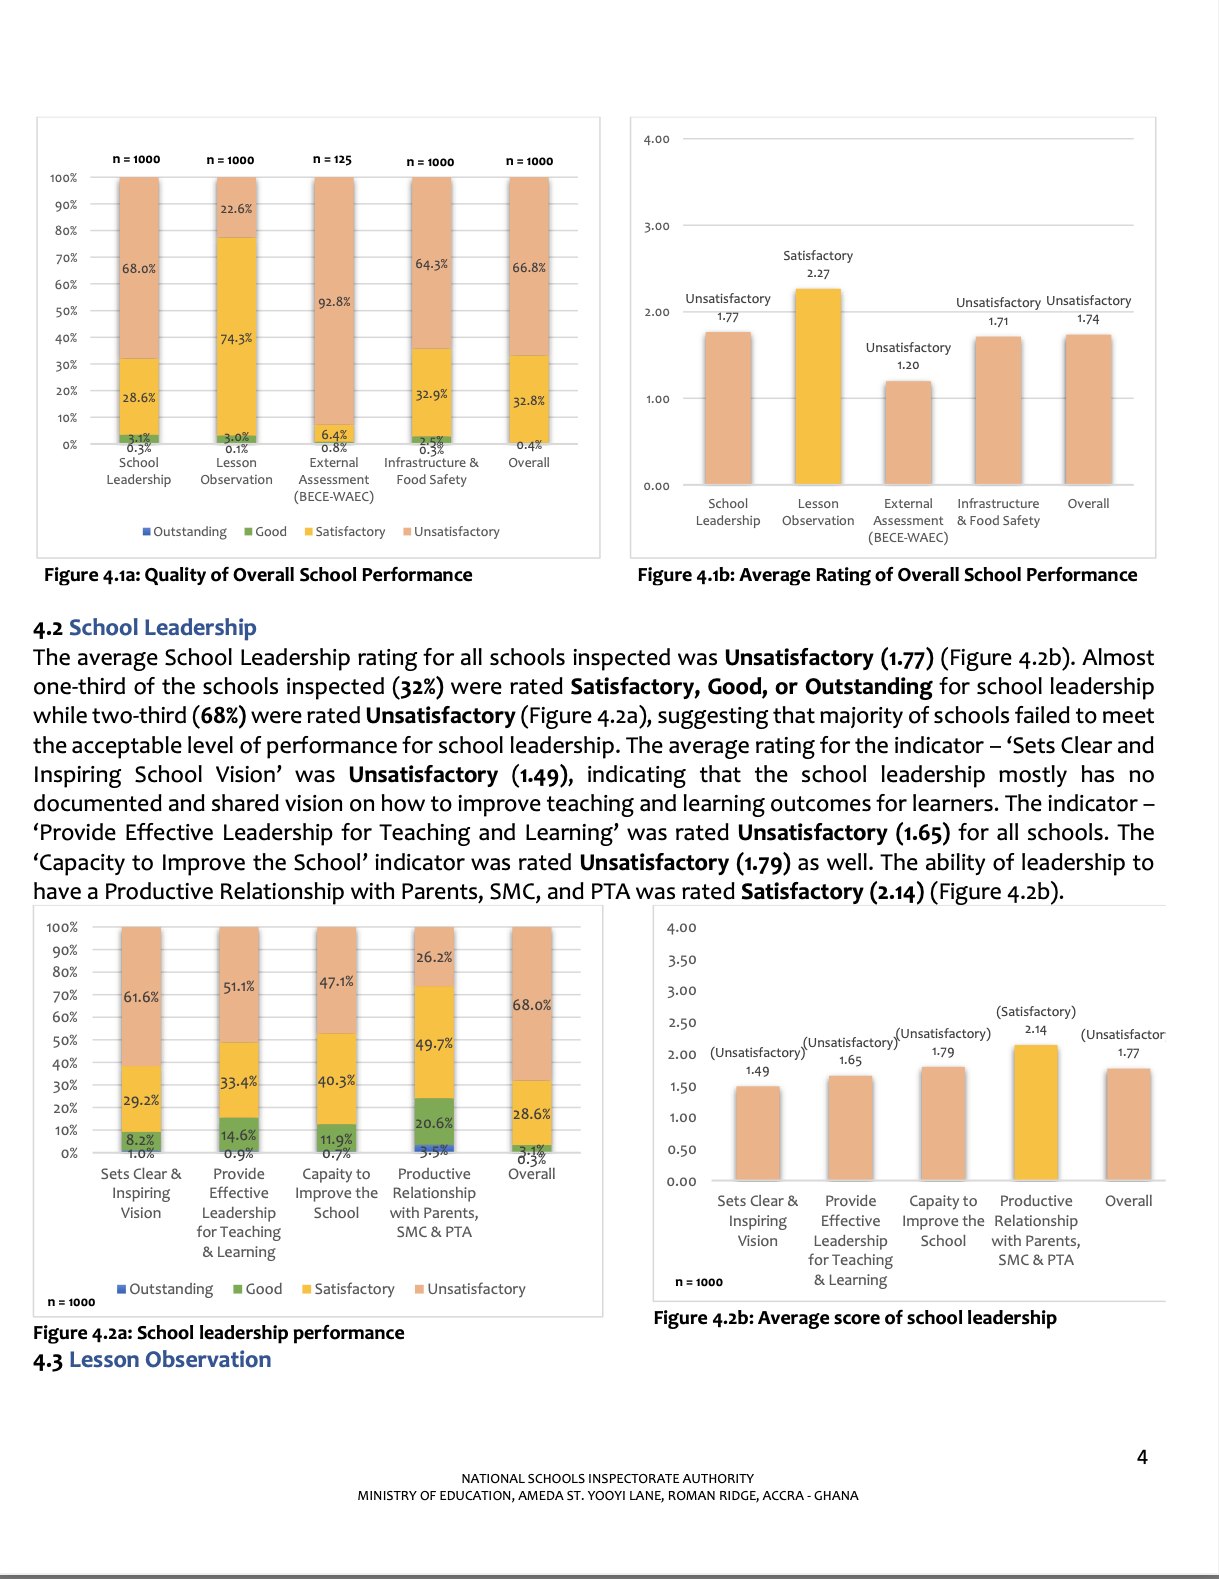 n = 1000 n = 1000 n = 125 n = 1000 n = 1000
100%
90%
80%
70%
60%
50%
40%
30%
20%
10%
0%
68.0% 22.6% 92.8% 64.3% 66.8%
28.6% 74.3% 6.4% 32.9% 32.8%
3.1% 3.0% 0.8% 2.5% 0.4%
0.3% 0.1% 0.3%
School Leadership
Lesson Observation
External Assessment (BECE-WAEC)
Infrastructure & Food Safety
Overall
Outstanding Good Satisfactory Unsatisfactory
Figure 4.1a: Quality of Overall School Performance
4.00
3.00
2.00
1.00
0.00
Unsatisfactory
1.77
Satisfactory
2.27
Unsatisfactory
1.20
Unsatisfactory
1.71
Unsatisfactory
1.74
School Leadership
Lesson Observation
External Assessment (BECE-WAEC)
Infrastructure & Food Safety
Overall
Figure 4.1b: Average Rating of Overall School Performance
4.2 School Leadership
The average School Leadership rating for all schools inspected was Unsatisfactory (1.77) (Figure 4.2b). Almost
one-third of the schools inspected (32%) were rated Satisfactory, Good, or Outstanding for school leadership
while two-third (68%) were rated Unsatisfactory (Figure 4.2a), suggesting that majority of schools failed to meet
the acceptable level of performance for school leadership. The average rating for the indicator – ‘Sets Clear and
Inspiring School Vision’ was Unsatisfactory (1.49), indicating that the school leadership mostly has no
documented and shared vision on how to improve teaching and learning outcomes for learners. The indicator –
‘Provide Effective Leadership for Teaching and Learning’ was rated Unsatisfactory (1.65) for all schools. The
‘Capacity to Improve the School’ indicator was rated Unsatisfactory (1.79) as well. The ability of leadership to
have a Productive Relationship with Parents, SMC, and PTA was rated Satisfactory (2.14) (Figure 4.2b).
100%
90%
80%
70%
60%
50%
40%
30%
20%
10%
0%
61.6% 51.1% 47.1% 26.2% 68.0%
29.2% 33.4% 40.3% 49.7% 28.6%
8.2% 14.6% 11.9% 20.6% 3.1%
1.0% 0.9% 0.7% 3.5% 0.3%
Sets Clear & Inspiring Vision
Provide Effective Leadership for Teaching & Learning
Capaity to Improve the School
Productive Relationship with Parents, SMC & PTA
Overall
Outstanding Good Satisfactory Unsatisfactory
n = 1000
Figure 4.2a: School leadership performance
4.00
3.50
3.00
2.50
2.00
1.50
1.00
0.50
0.00
(Unsatisfactory)
1.49
(Unsatisfactory)
1.65
(Unsatisfactory)
1.79
(Satisfactory)
2.14
(Unsatisfactor
1.77
Sets Clear & Inspiring Vision
Provide Effective Leadership for Teaching & Learning
Capaity to Improve the School
Productive Relationship with Parents, SMC & PTA
Overall
n = 1000
Figure 4.2b: Average score of school leadership
4.3 Lesson Observation
4
NATIONAL SCHOOLS INSPECTORATE AUTHORITY
MINISTRY OF EDUCATION, AMEDA ST. YOOYI LANE, ROMAN RIDGE, ACCRA - GHANA